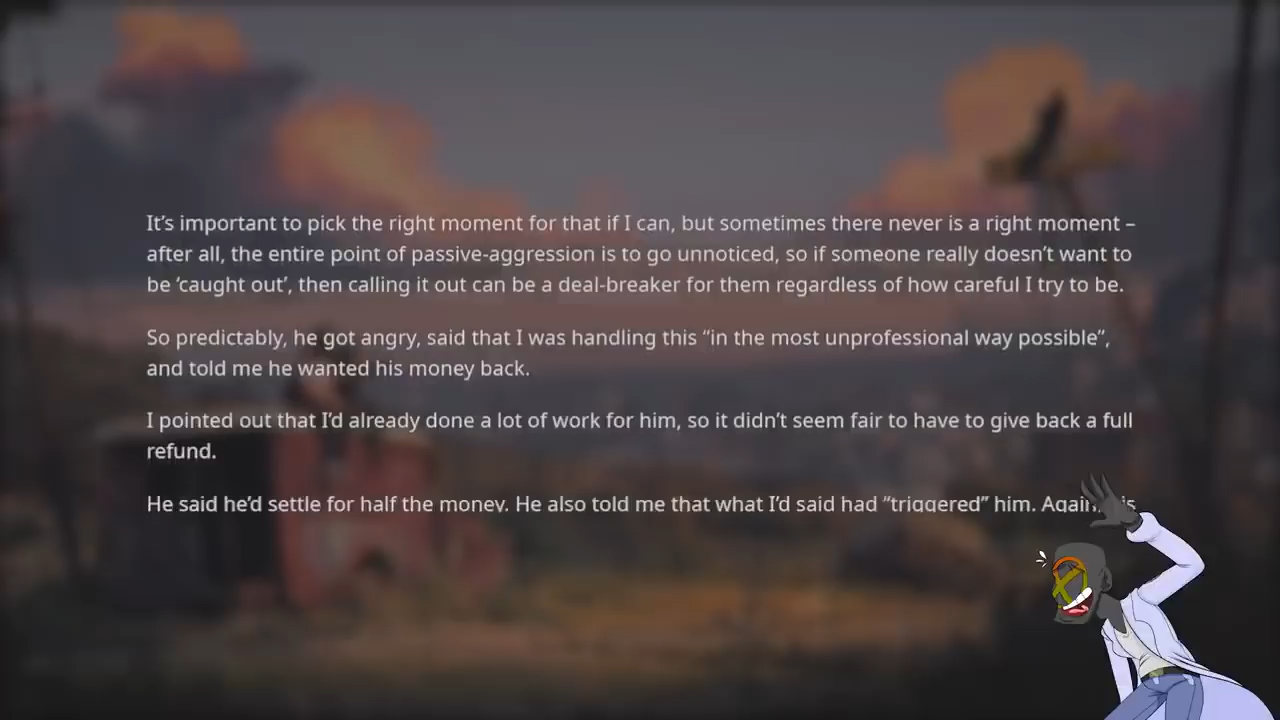 It’s important to pick the right moment for that if I can, but sometimes there never is a right moment –
after all, the entire point of passive-aggression is to go unnoticed, so if someone really doesn’t want to
be ‘caught out’, then calling it out can be a deal-breaker for them regardless of how careful I try to be.
So predictably, he got angry, said that I was handling this “in the most unprofessional way possible”,
and told me he wanted his money back.
I pointed out that I’d already done a lot of work for him, so it didn’t seem fair to have to give back a full
refund.
He said he’d settle for half the money. He also told me that what I’d said had “triggered” him. Again,